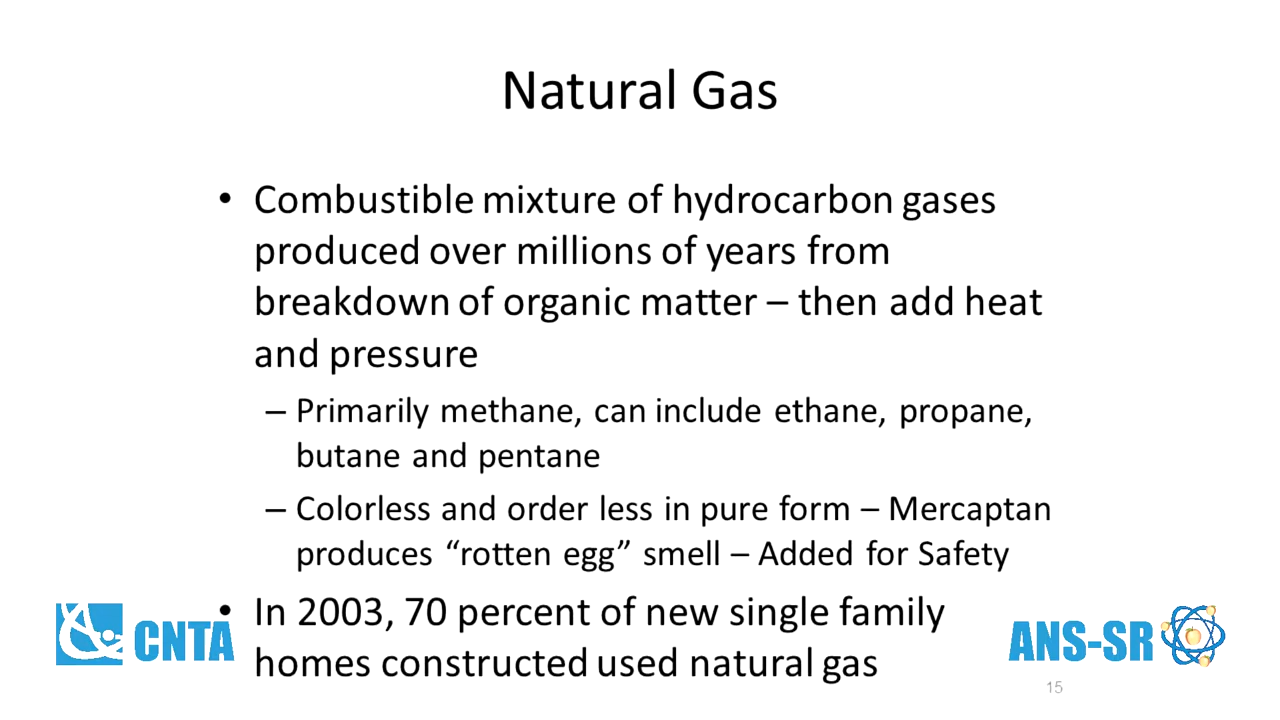 Natural Gas
• Combustible mixture of hydrocarbon gases
produced over millions of years from
breakdown of organic matter – then add heat
and pressure
– Primarily methane, can include ethane, propane,
butane and pentane
– Colorless and order less in pure form – Mercaptan
produces “rotten egg” smell – Added for Safety
• In 2003, 70 percent of new single family
homes constructed used natural gas
CNTA
ANS-SR
15